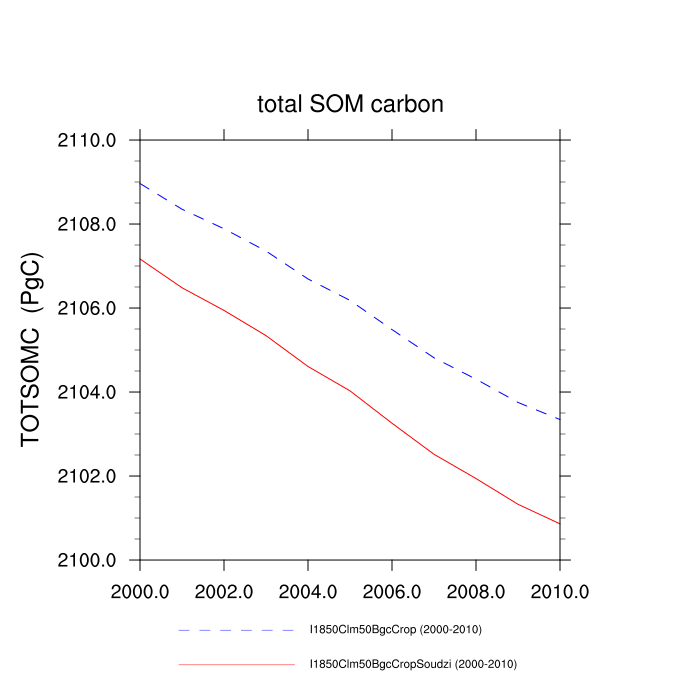 total SOM carbon
2110.0
2108.0
2106.0
2104.0
2102.0
2100.0
TOTSOMC (PgC)
2000.0 2002.0 2004.0 2006.0 2008.0 2010.0
I1850Clm50BgcCrop (2000-2010)
I1850Clm50BgcCropSoudzi (2000-2010)